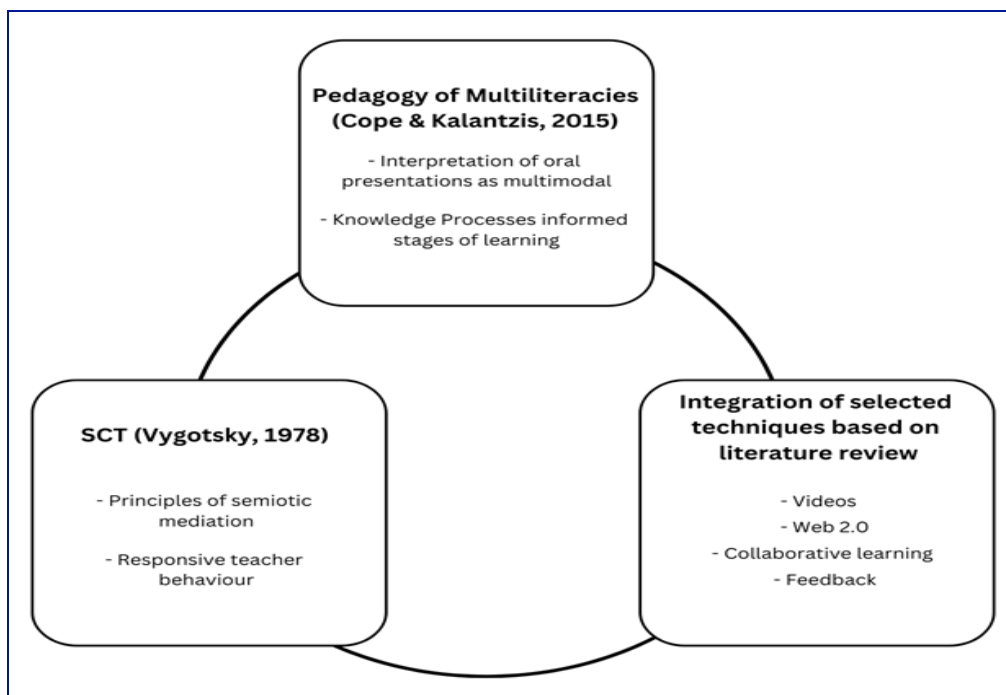 Pedagogy of Multiliteracies
(Cope & Kalantzis, 2015)
- Interpretation of oral
presentations as multimodal
- Knowledge Processes informed
stages of learning
SCT (Vygotsky, 1978)
- Principles of semiotic
mediation
- Responsive teacher
behaviour
Integration of selected
techniques based on
literature review
- Videos
- Web 2.0
- Collaborative learning
- Feedback